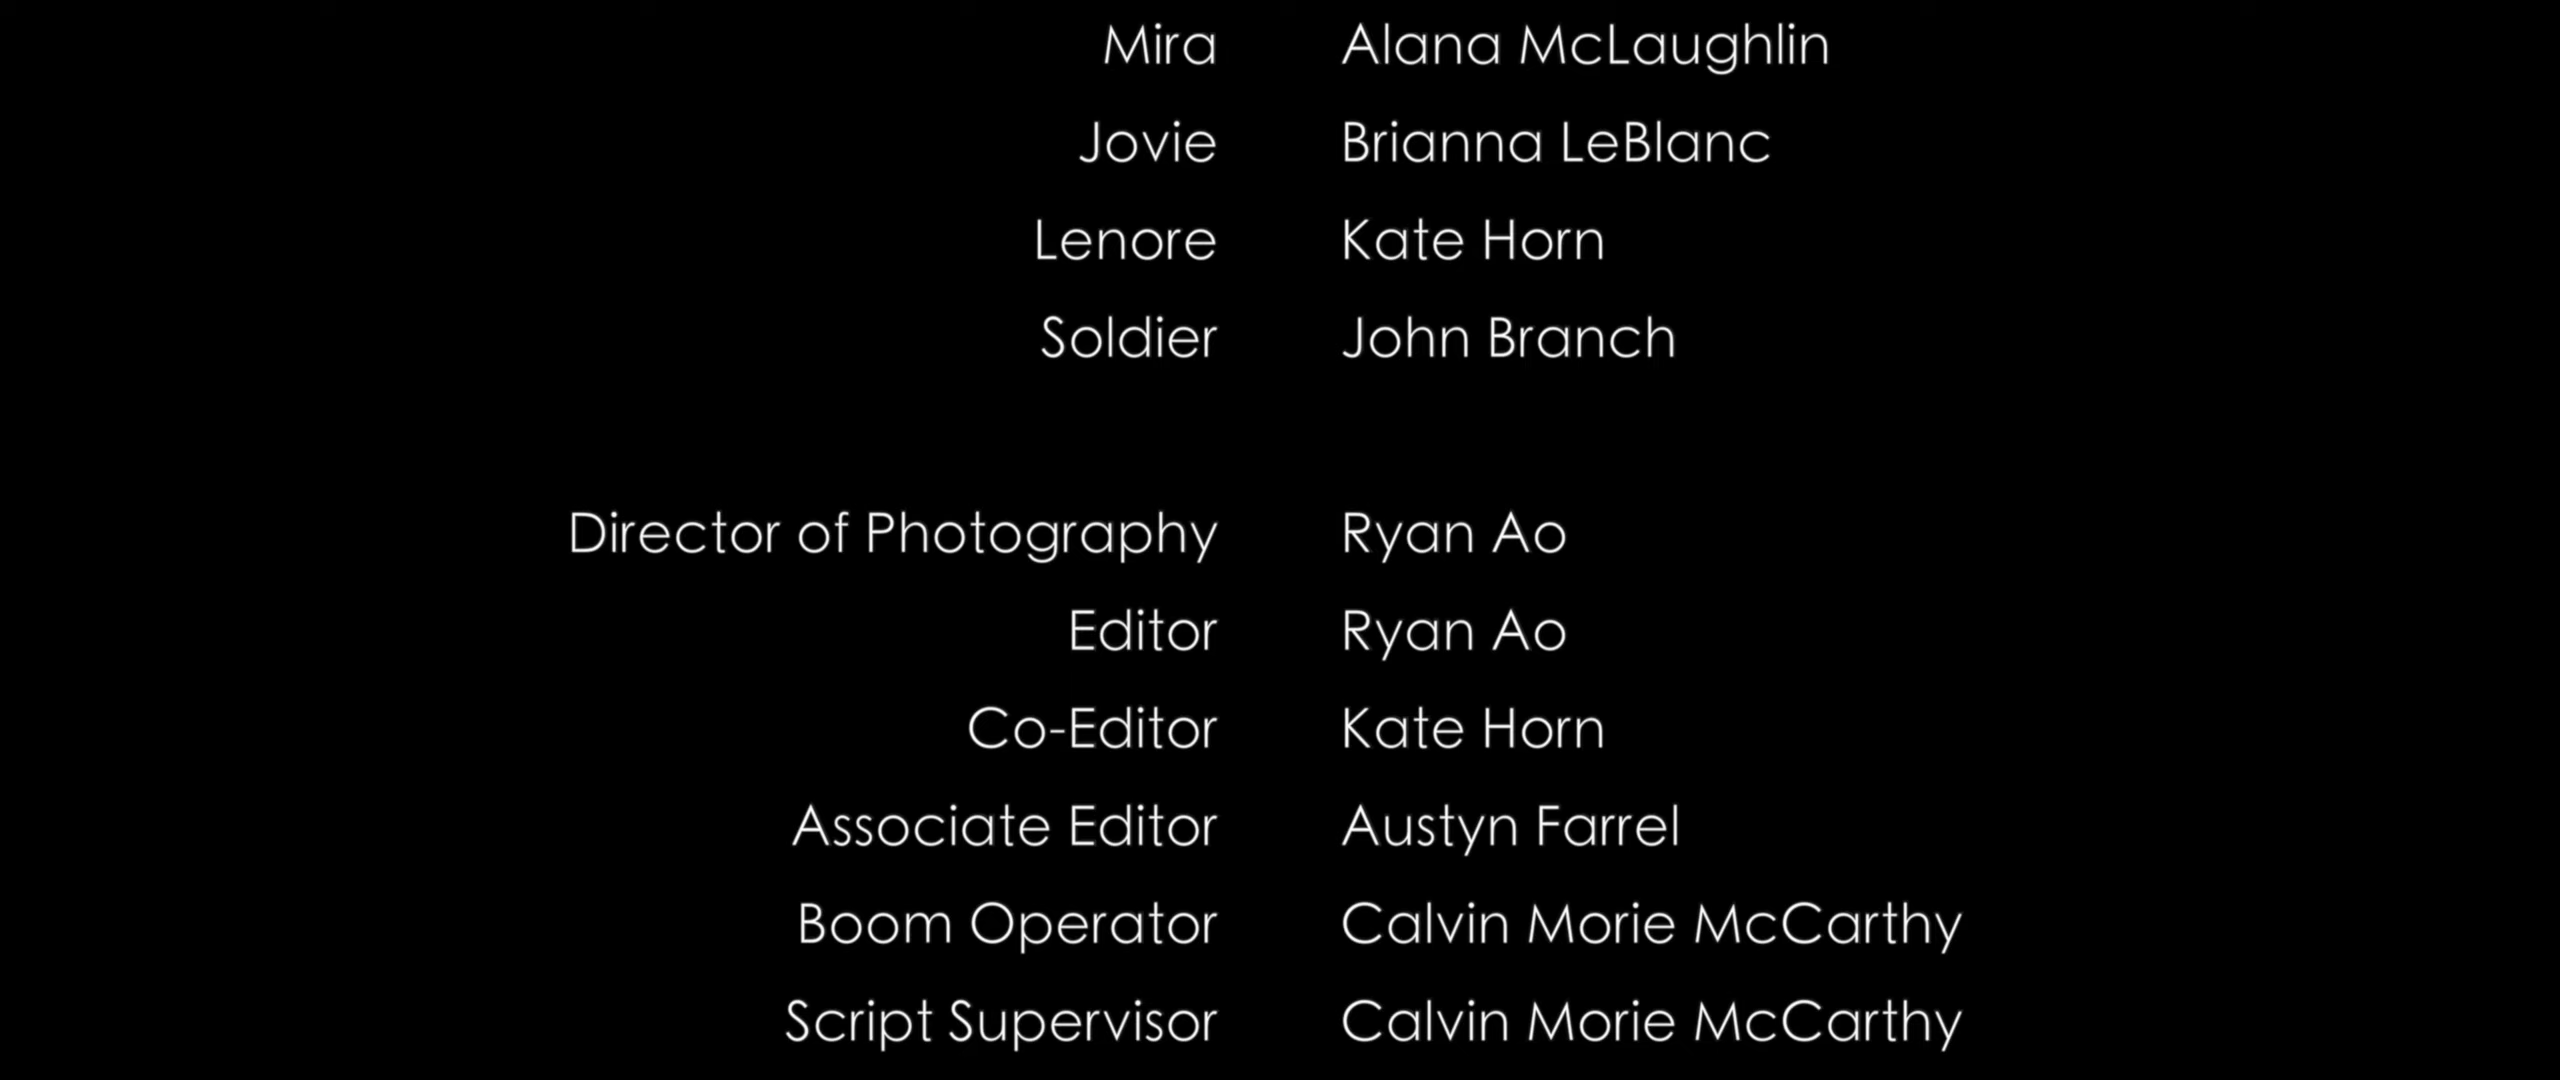 Mira Alana McLaughlin
Jovie Brianna LeBlanc
Lenore Kate Horn
Soldier John Branch
Director of Photography Ryan Ao
Editor Ryan Ao
Co-Editor Kate Horn
Associate Editor Austyn Farrel
Boom Operator Calvin Morie McCarthy
Script Supervisor Calvin Morie McCarthy